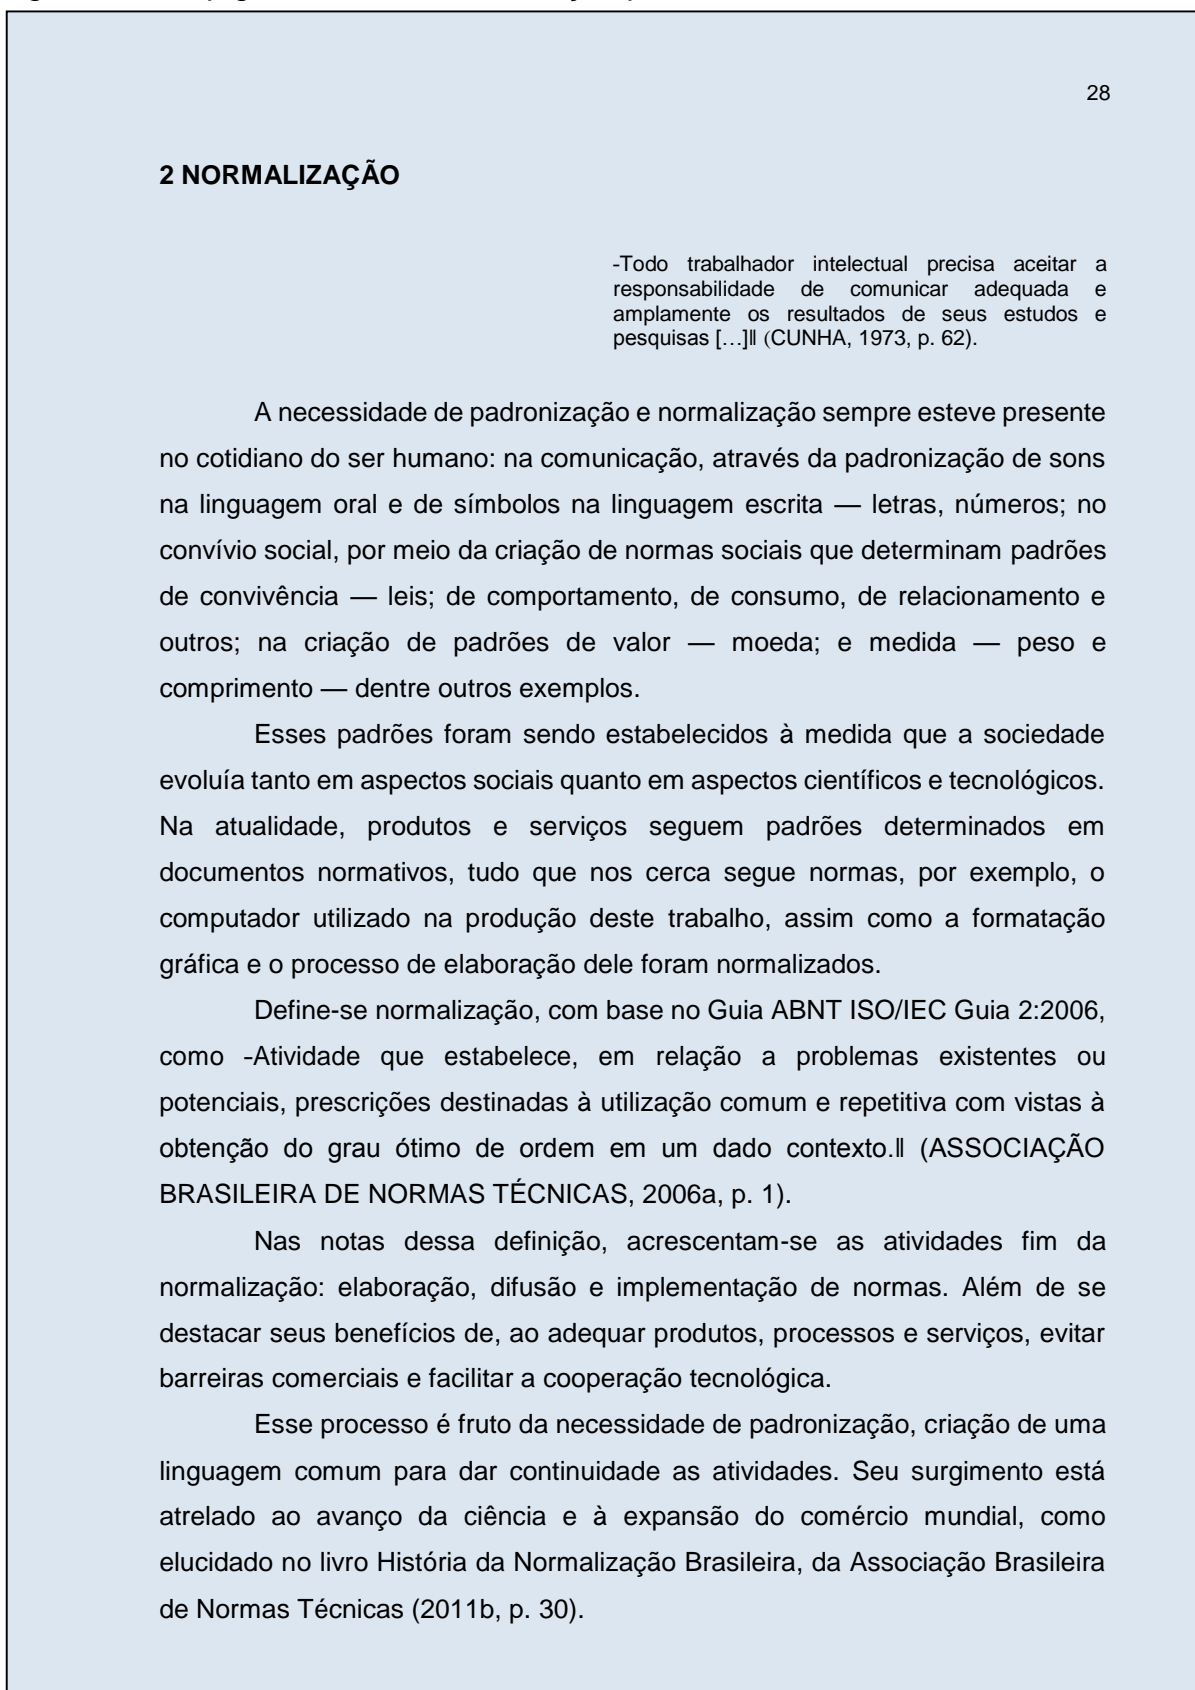 28
2 NORMALIZAÇÃO
-Todo trabalhador intelectual precisa aceitar a
responsabilidade de comunicar adequada e
amplamente os resultados de seus estudos e
pesquisas […]‖ (CUNHA, 1973, p. 62).
A necessidade de padronização e normalização sempre esteve presente
no cotidiano do ser humano: na comunicação, através da padronização de sons
na linguagem oral e de símbolos na linguagem escrita — letras, números; no
convívio social, por meio da criação de normas sociais que determinam padrões
de convivência — leis; de comportamento, de consumo, de relacionamento e
outros; na criação de padrões de valor — moeda; e medida — peso e
comprimento — dentre outros exemplos.
Esses padrões foram sendo estabelecidos à medida que a sociedade
evoluía tanto em aspectos sociais quanto em aspectos científicos e tecnológicos.
Na atualidade, produtos e serviços seguem padrões determinados em
documentos normativos, tudo que nos cerca segue normas, por exemplo, o
computador utilizado na produção deste trabalho, assim como a formatação
gráfica e o processo de elaboração dele foram normalizados.
Define-se normalização, com base no Guia ABNT ISO/IEC Guia 2:2006,
como -Atividade que estabelece, em relação a problemas existentes ou
potenciais, prescrições destinadas à utilização comum e repetitiva com vistas à
obtenção do grau ótimo de ordem em um dado contexto.‖ (ASSOCIAÇÃO
BRASILEIRA DE NORMAS TÉCNICAS, 2006a, p. 1).
Nas notas dessa definição, acrescentam-se as atividades fim da
normalização: elaboração, difusão e implementação de normas. Além de se
destacar seus benefícios de, ao adequar produtos, processos e serviços, evitar
barreiras comerciais e facilitar a cooperação tecnológica.
Esse processo é fruto da necessidade de padronização, criação de uma
linguagem comum para dar continuidade as atividades. Seu surgimento está
atrelado ao avanço da ciência e à expansão do comércio mundial, como
elucidado no livro História da Normalização Brasileira, da Associação Brasileira
de Normas Técnicas (2011b, p. 30).